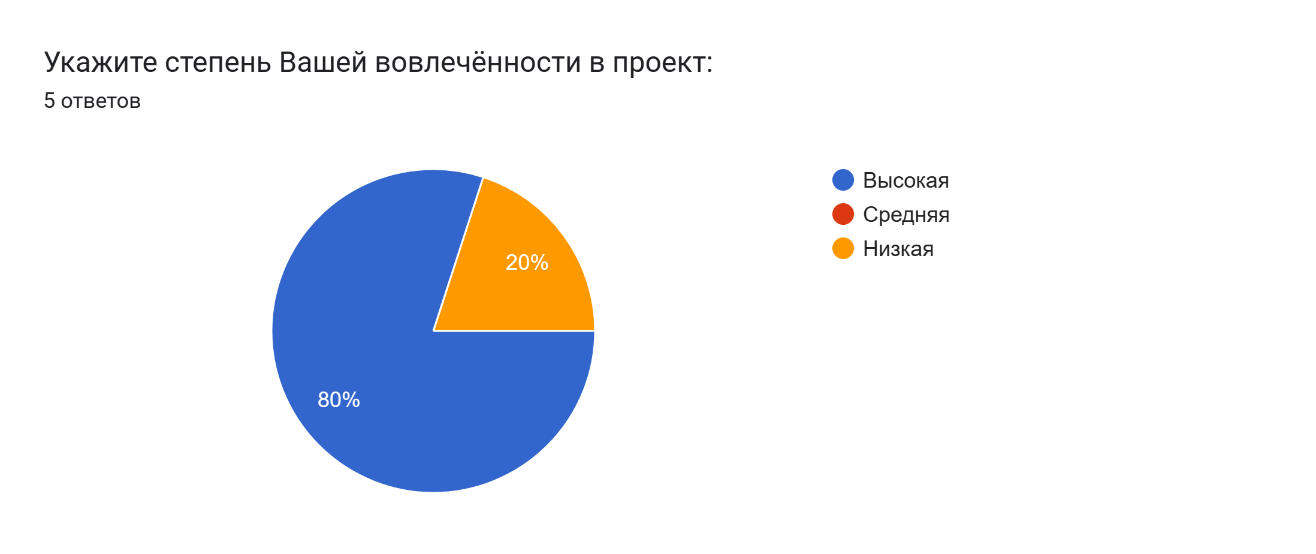 Укажите степень Вашей вовлечённости в проект:
5 ответов
Высокая
Средняя
Низкая
20%
80%